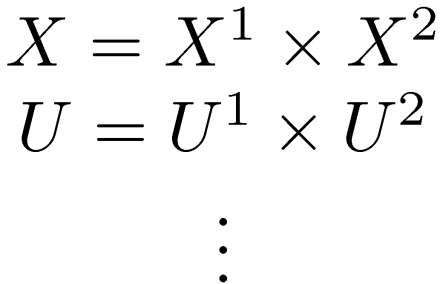 X = X¹ × X²
U = U¹ × U²
⋮